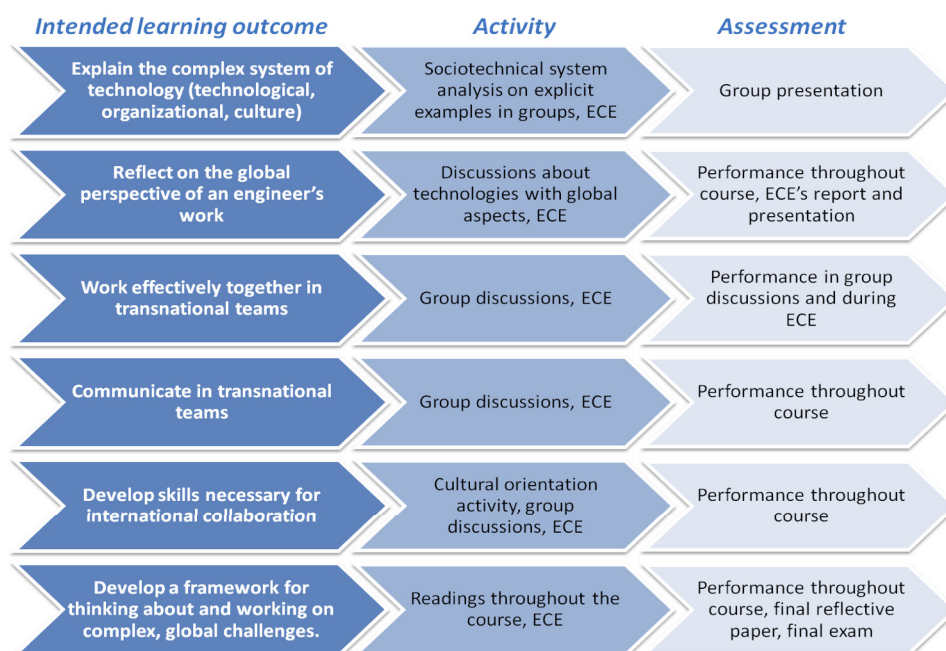 Intended learning outcome
Activity
Assessment
Explain the complex system of
technology (technological,
organizational, culture)
Sociotechnical system
analysis on explicit
examples in groups, ECE
Group presentation
Reflect on the global
perspective of an engineer's
work
Discussions about
technologies with global
aspects, ECE
Performance throughout
course, ECE's report and
presentation
Work effectively together in
transnational teams
Group discussions, ECE
Performance in group
discussions and during
ECE
Communicate in transnational
teams
Group discussions, ECE
Performance throughout
course
Develop skills necessary for
international collaboration
Cultural orientation
activity, group
discussions, ECE
Performance throughout
course
Develop a framework for
thinking about and working on
complex, global challenges.
Readings throughout the
course, ECE
Performance throughout
course, final reflective
paper, final exam